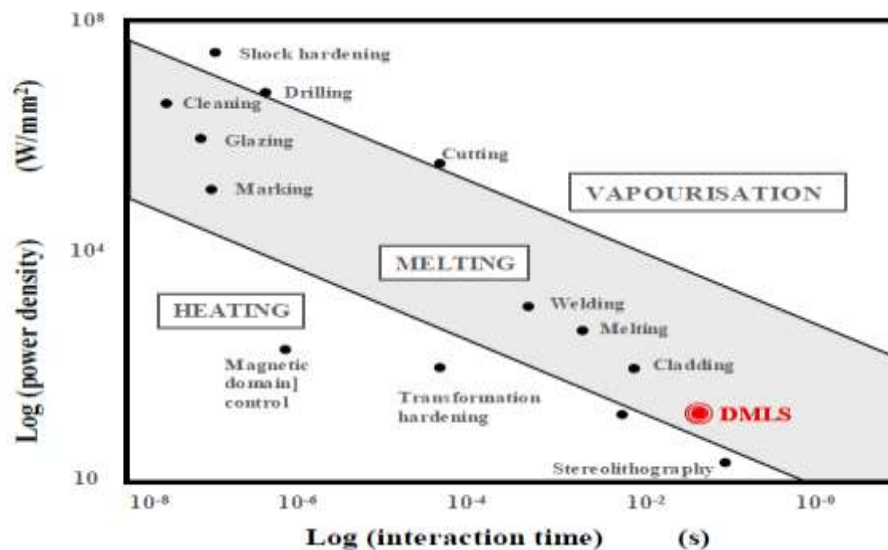 10⁸
Shock hardening
Drilling
Cleaning
Glazing
Cutting
Marking
VAPOURISATION
10⁴
MELTING
HEATING
Welding
Melting
Magnetic
domain]
control
Cladding
Transformation
hardening
DMLS
Stereolithography
10
10⁻⁸
10⁻⁶
10⁻⁴
10⁻²
10⁻⁰
Log (interaction time) (s)
Log (power density) (W/mm²)